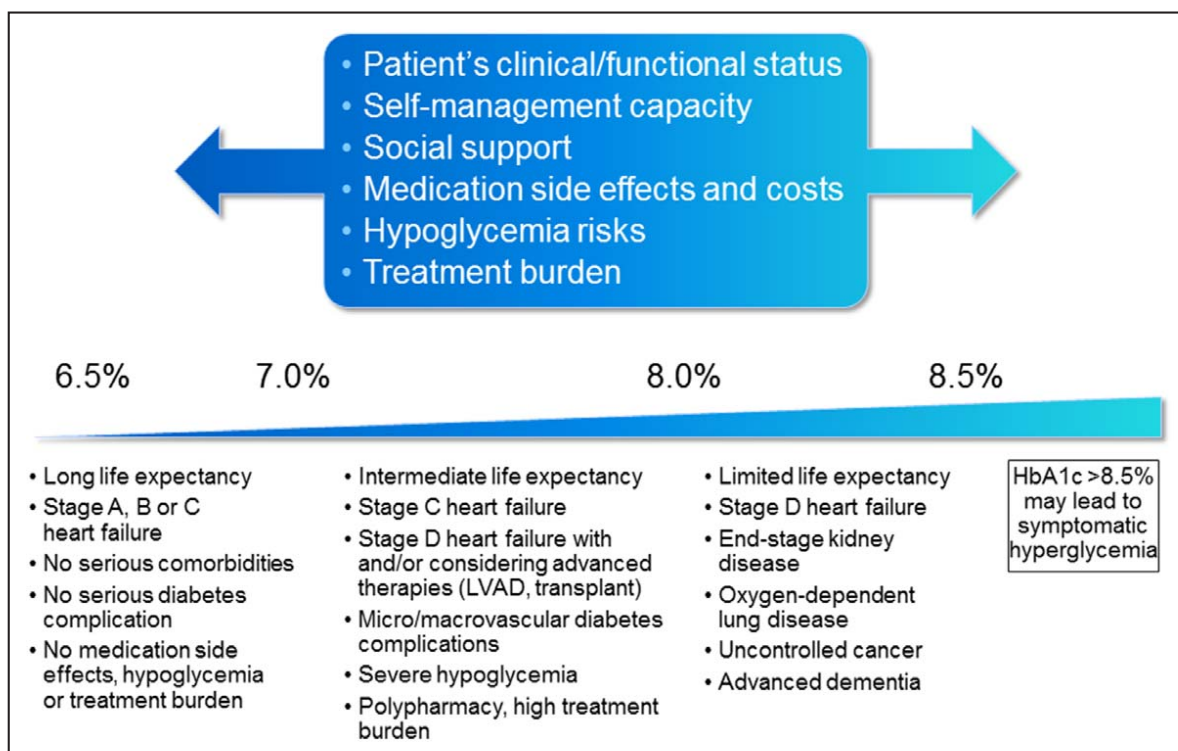 • Patient's clinical/functional status
• Self-management capacity
• Social support
• Medication side effects and costs
• Hypoglycemia risks
• Treatment burden
6.5% 7.0% 8.0% 8.5%
• Long life expectancy
• Stage A, B or C
heart failure
• No serious comorbidities
• No serious diabetes
complication
• No medication side
effects, hypoglycemia
or treatment burden
• Intermediate life expectancy
• Stage C heart failure
• Stage D heart failure with
and/or considering advanced
therapies (LVAD, transplant)
• Micro/macrovascular diabetes
complications
• Severe hypoglycemia
• Polypharmacy, high treatment
burden
• Limited life expectancy
• Stage D heart failure
• End-stage kidney
disease
• Oxygen-dependent
lung disease
• Uncontrolled cancer
• Advanced dementia
HbA1c >8.5%
may lead to
symptomatic
hyperglycemia